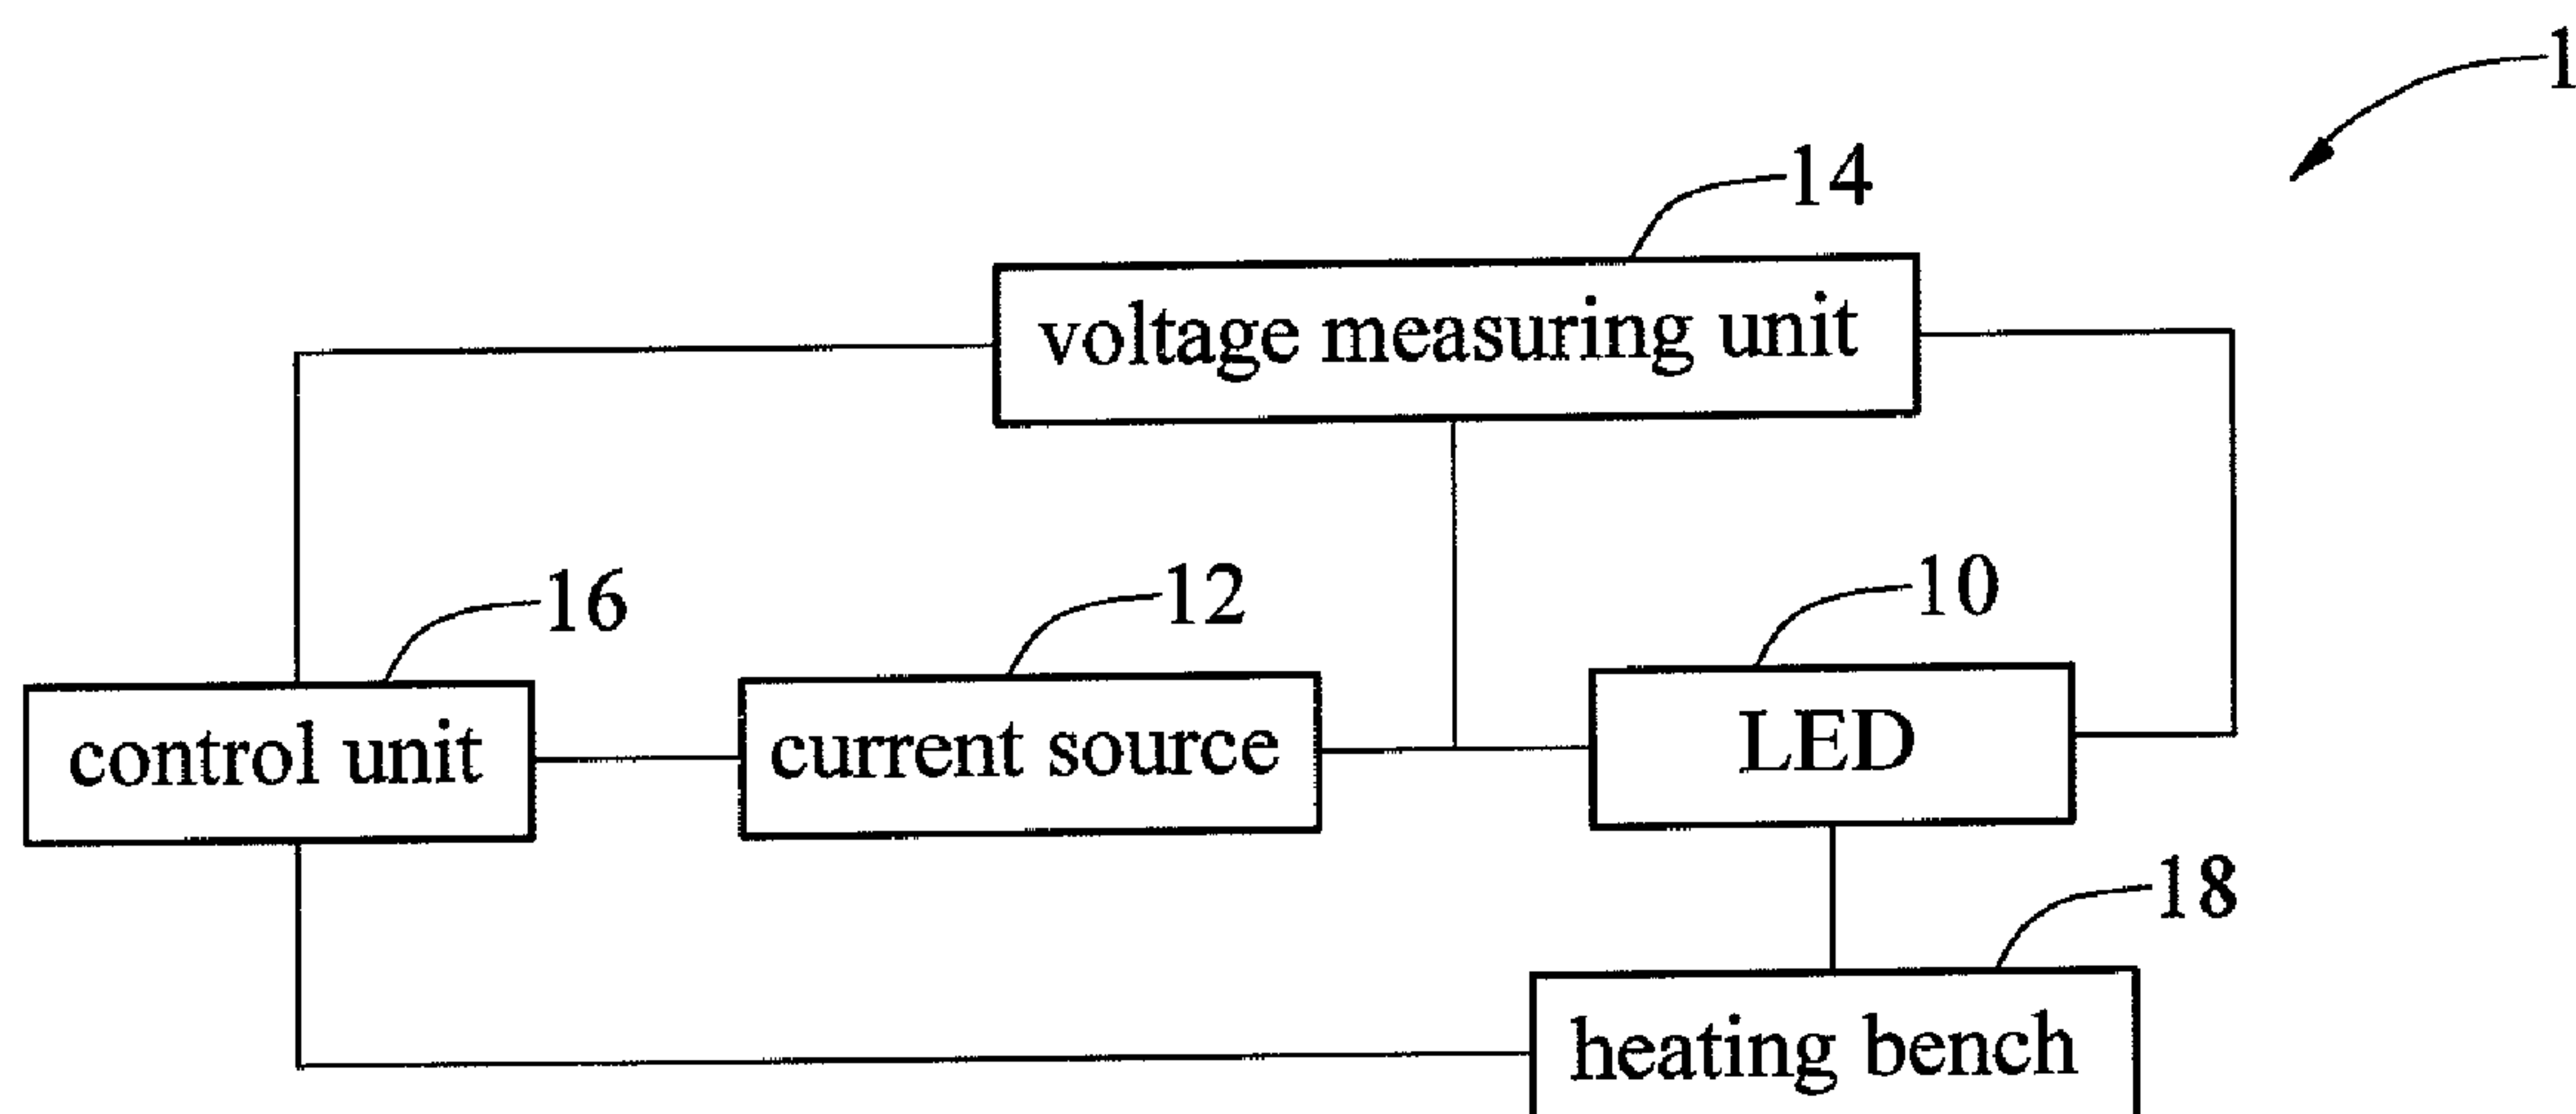 1
14
voltage measuring unit
16
12
10
control unit
current source
LED
18
heating bench